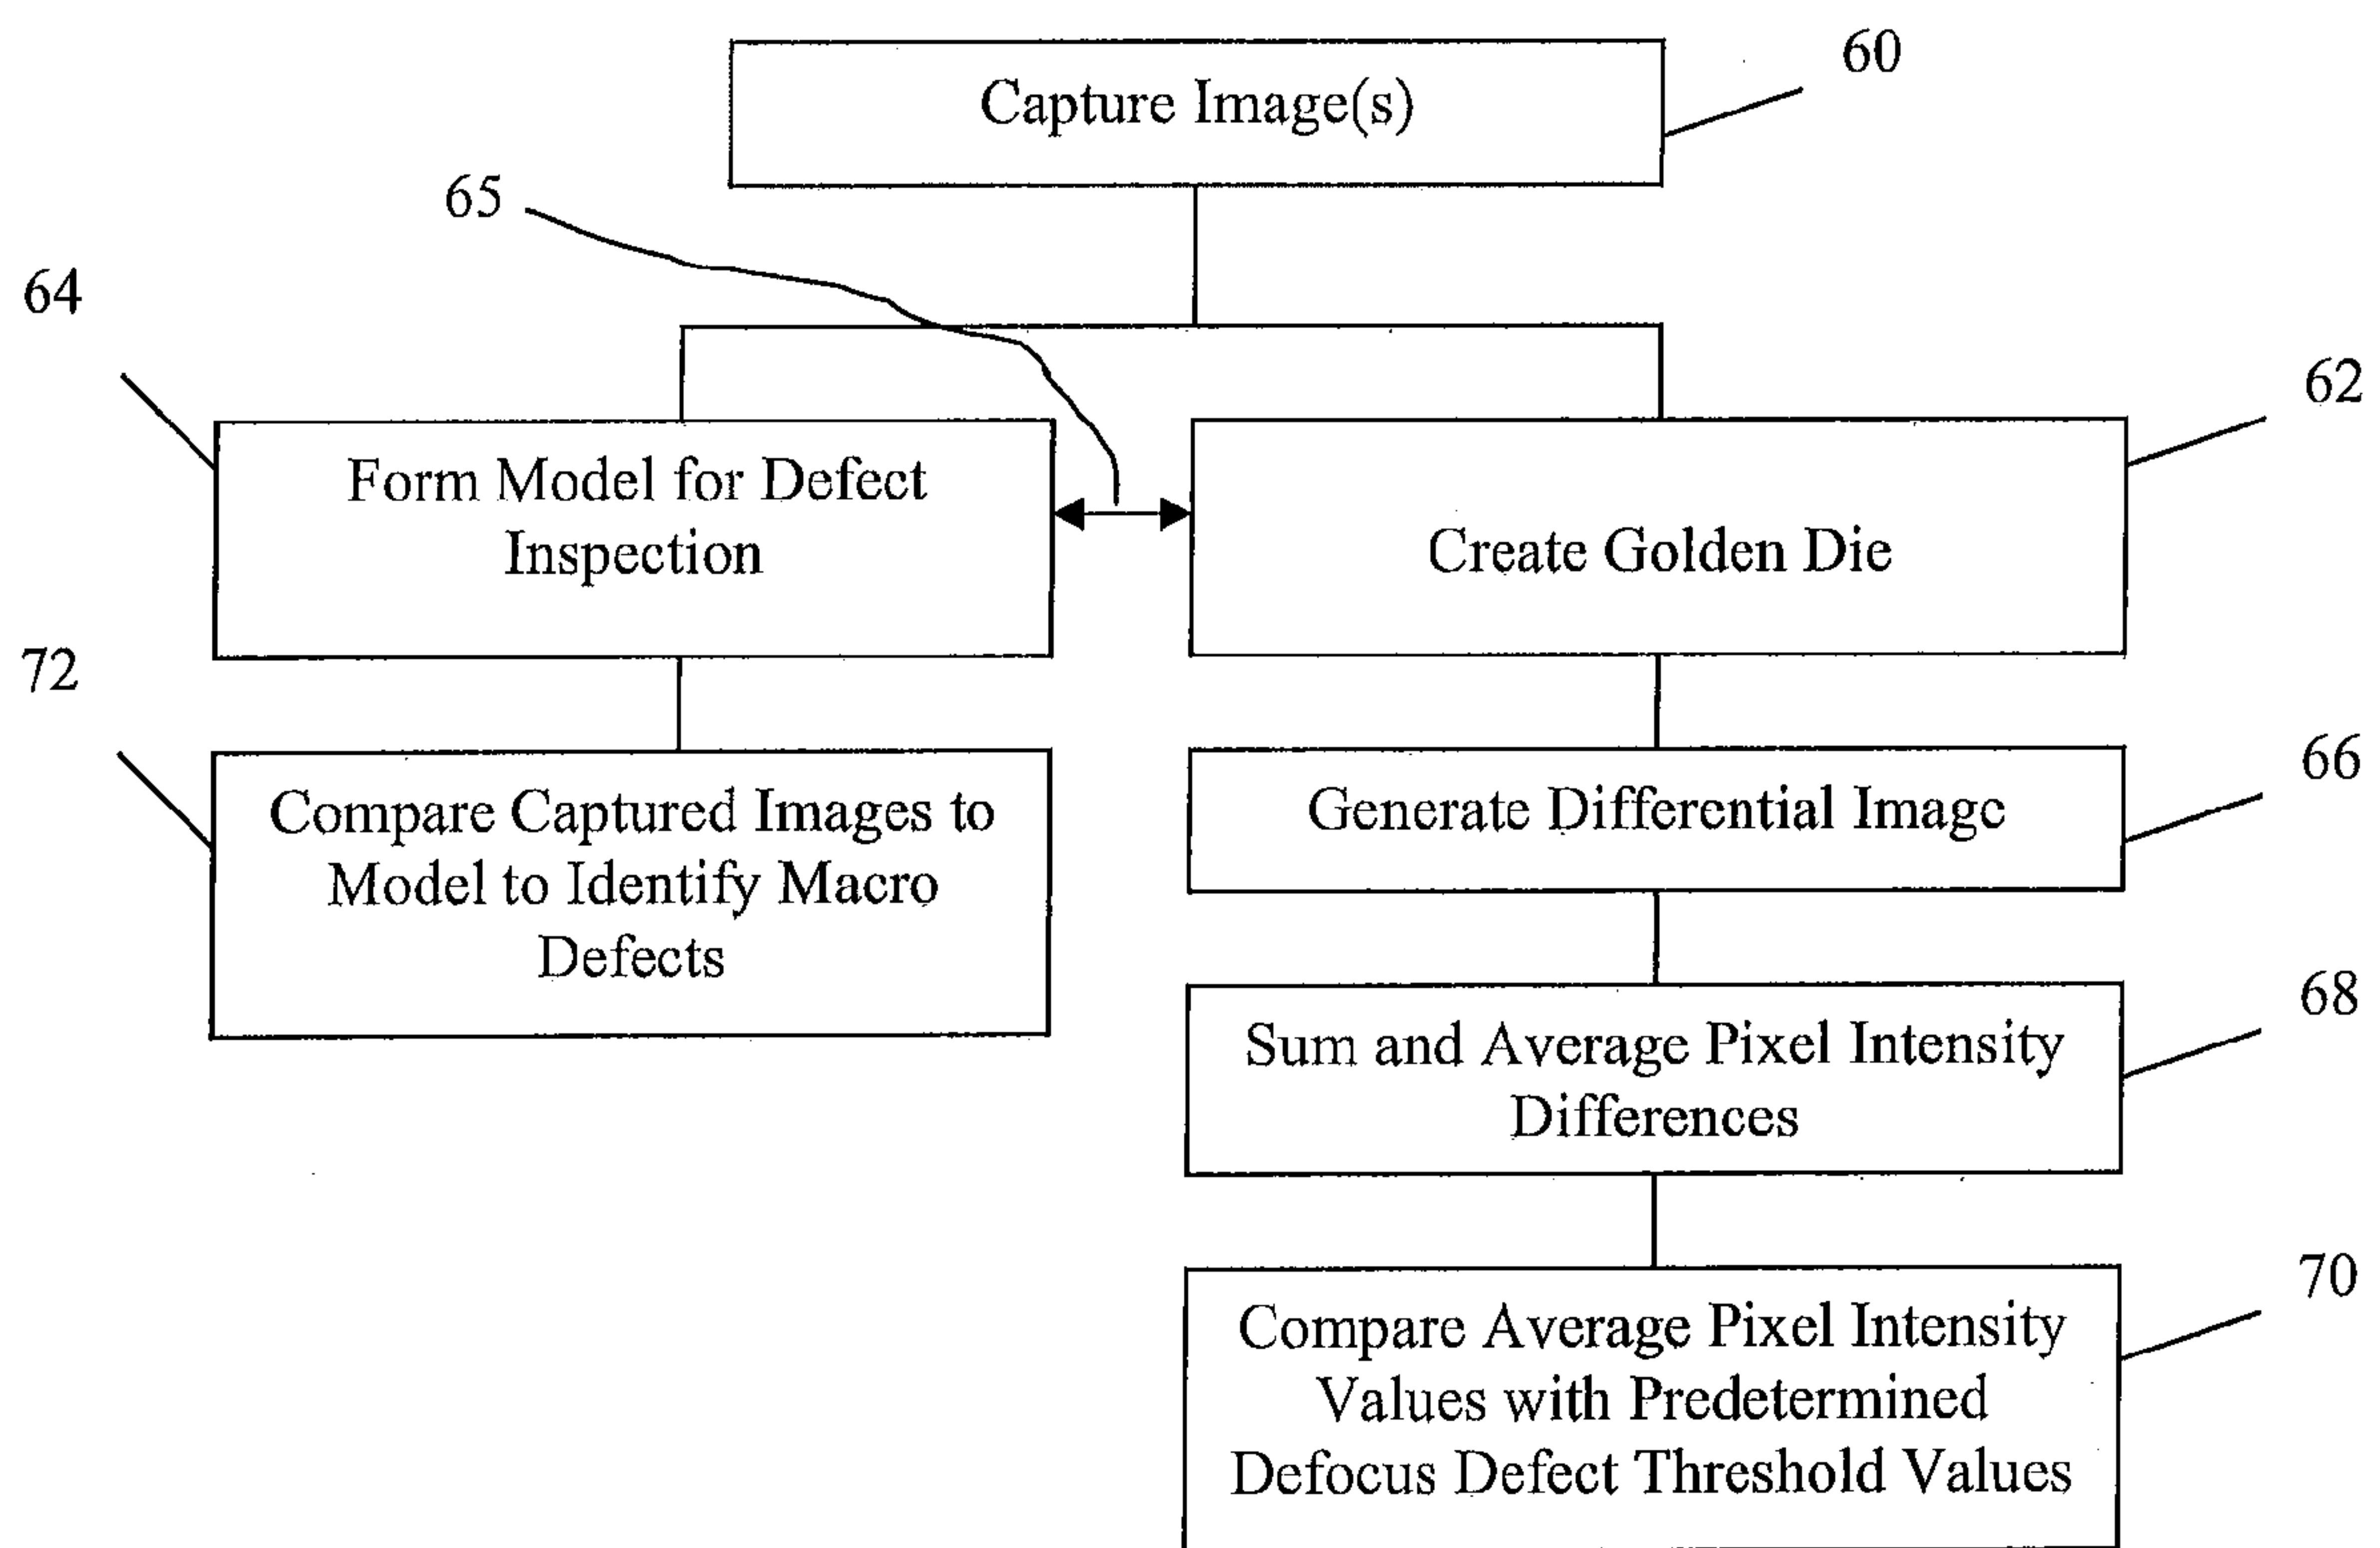 Capture Image(s)
60
65
64
62
Form Model for Defect
Inspection
Create Golden Die
72
66
Compare Captured Images to
Model to Identify Macro
Defects
Generate Differential Image
68
Sum and Average Pixel Intensity
Differences
70
Compare Average Pixel Intensity
Values with Predetermined
Defocus Defect Threshold Values